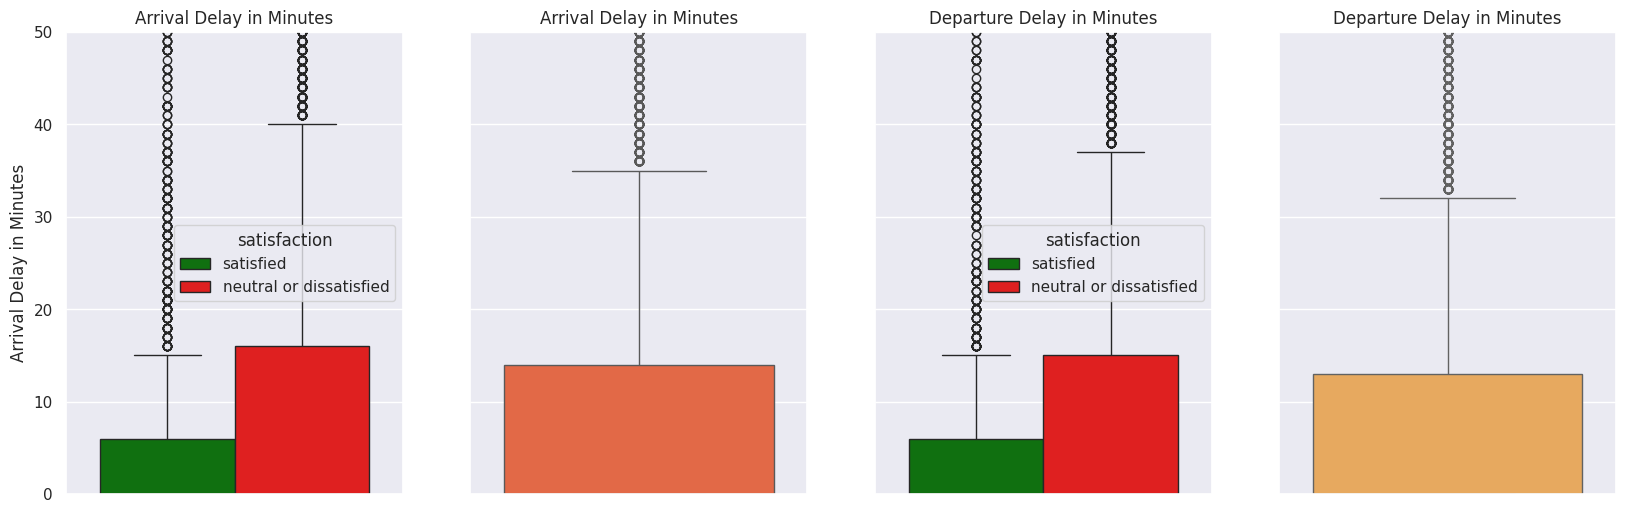 Arrival Delay in Minutes
Arrival Delay in Minutes
Departure Delay in Minutes
Departure Delay in Minutes
Arrival Delay in Minutes
50
40
30
20
10
0
satisfaction
satisfied
neutral or dissatisfied
satisfaction
satisfied
neutral or dissatisfied